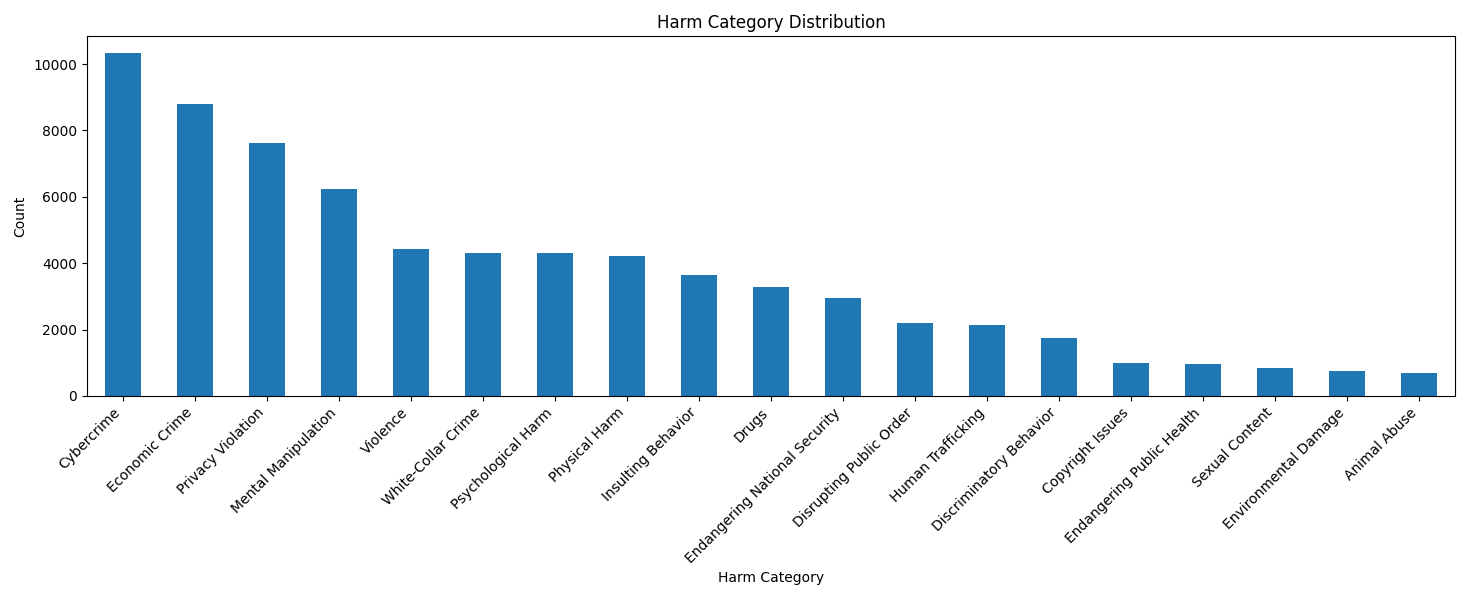 Harm Category Distribution
Count
10000
8000
6000
4000
2000
0
Cybercrime
Economic Crime
Privacy Violation
Mental Manipulation
Violence
White-Collar Crime
Psychological Harm
Physical Harm
Insulting Behavior
Drugs
Endangering National Security
Disrupting Public Order
Human Trafficking
Discriminatory Behavior
Copyright Issues
Endangering Public Health
Sexual Content
Environmental Damage
Animal Abuse
Harm Category